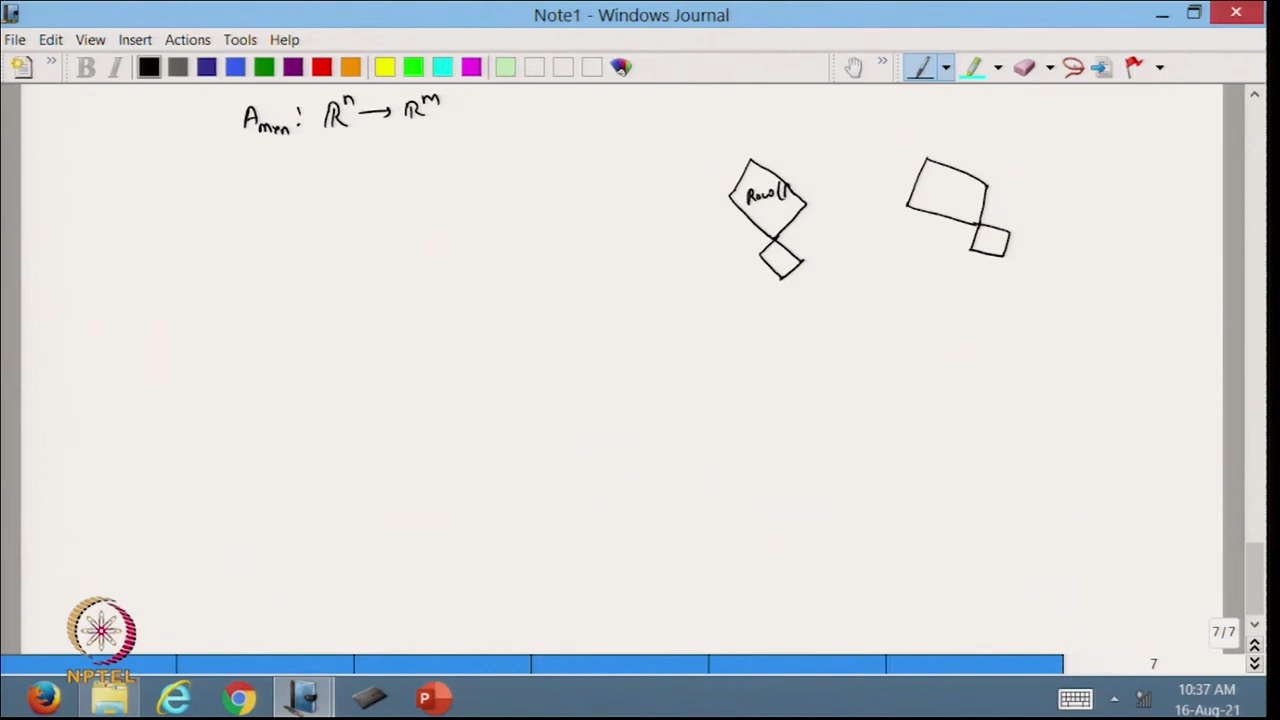 Note1 - Windows Journal
File Edit View Insert Actions Tools Help
B I
A_{m×n} : ℝ^n → ℝ^m
Row(A
7/7
7
NPTEL
10:37 AM
16-Aug-21